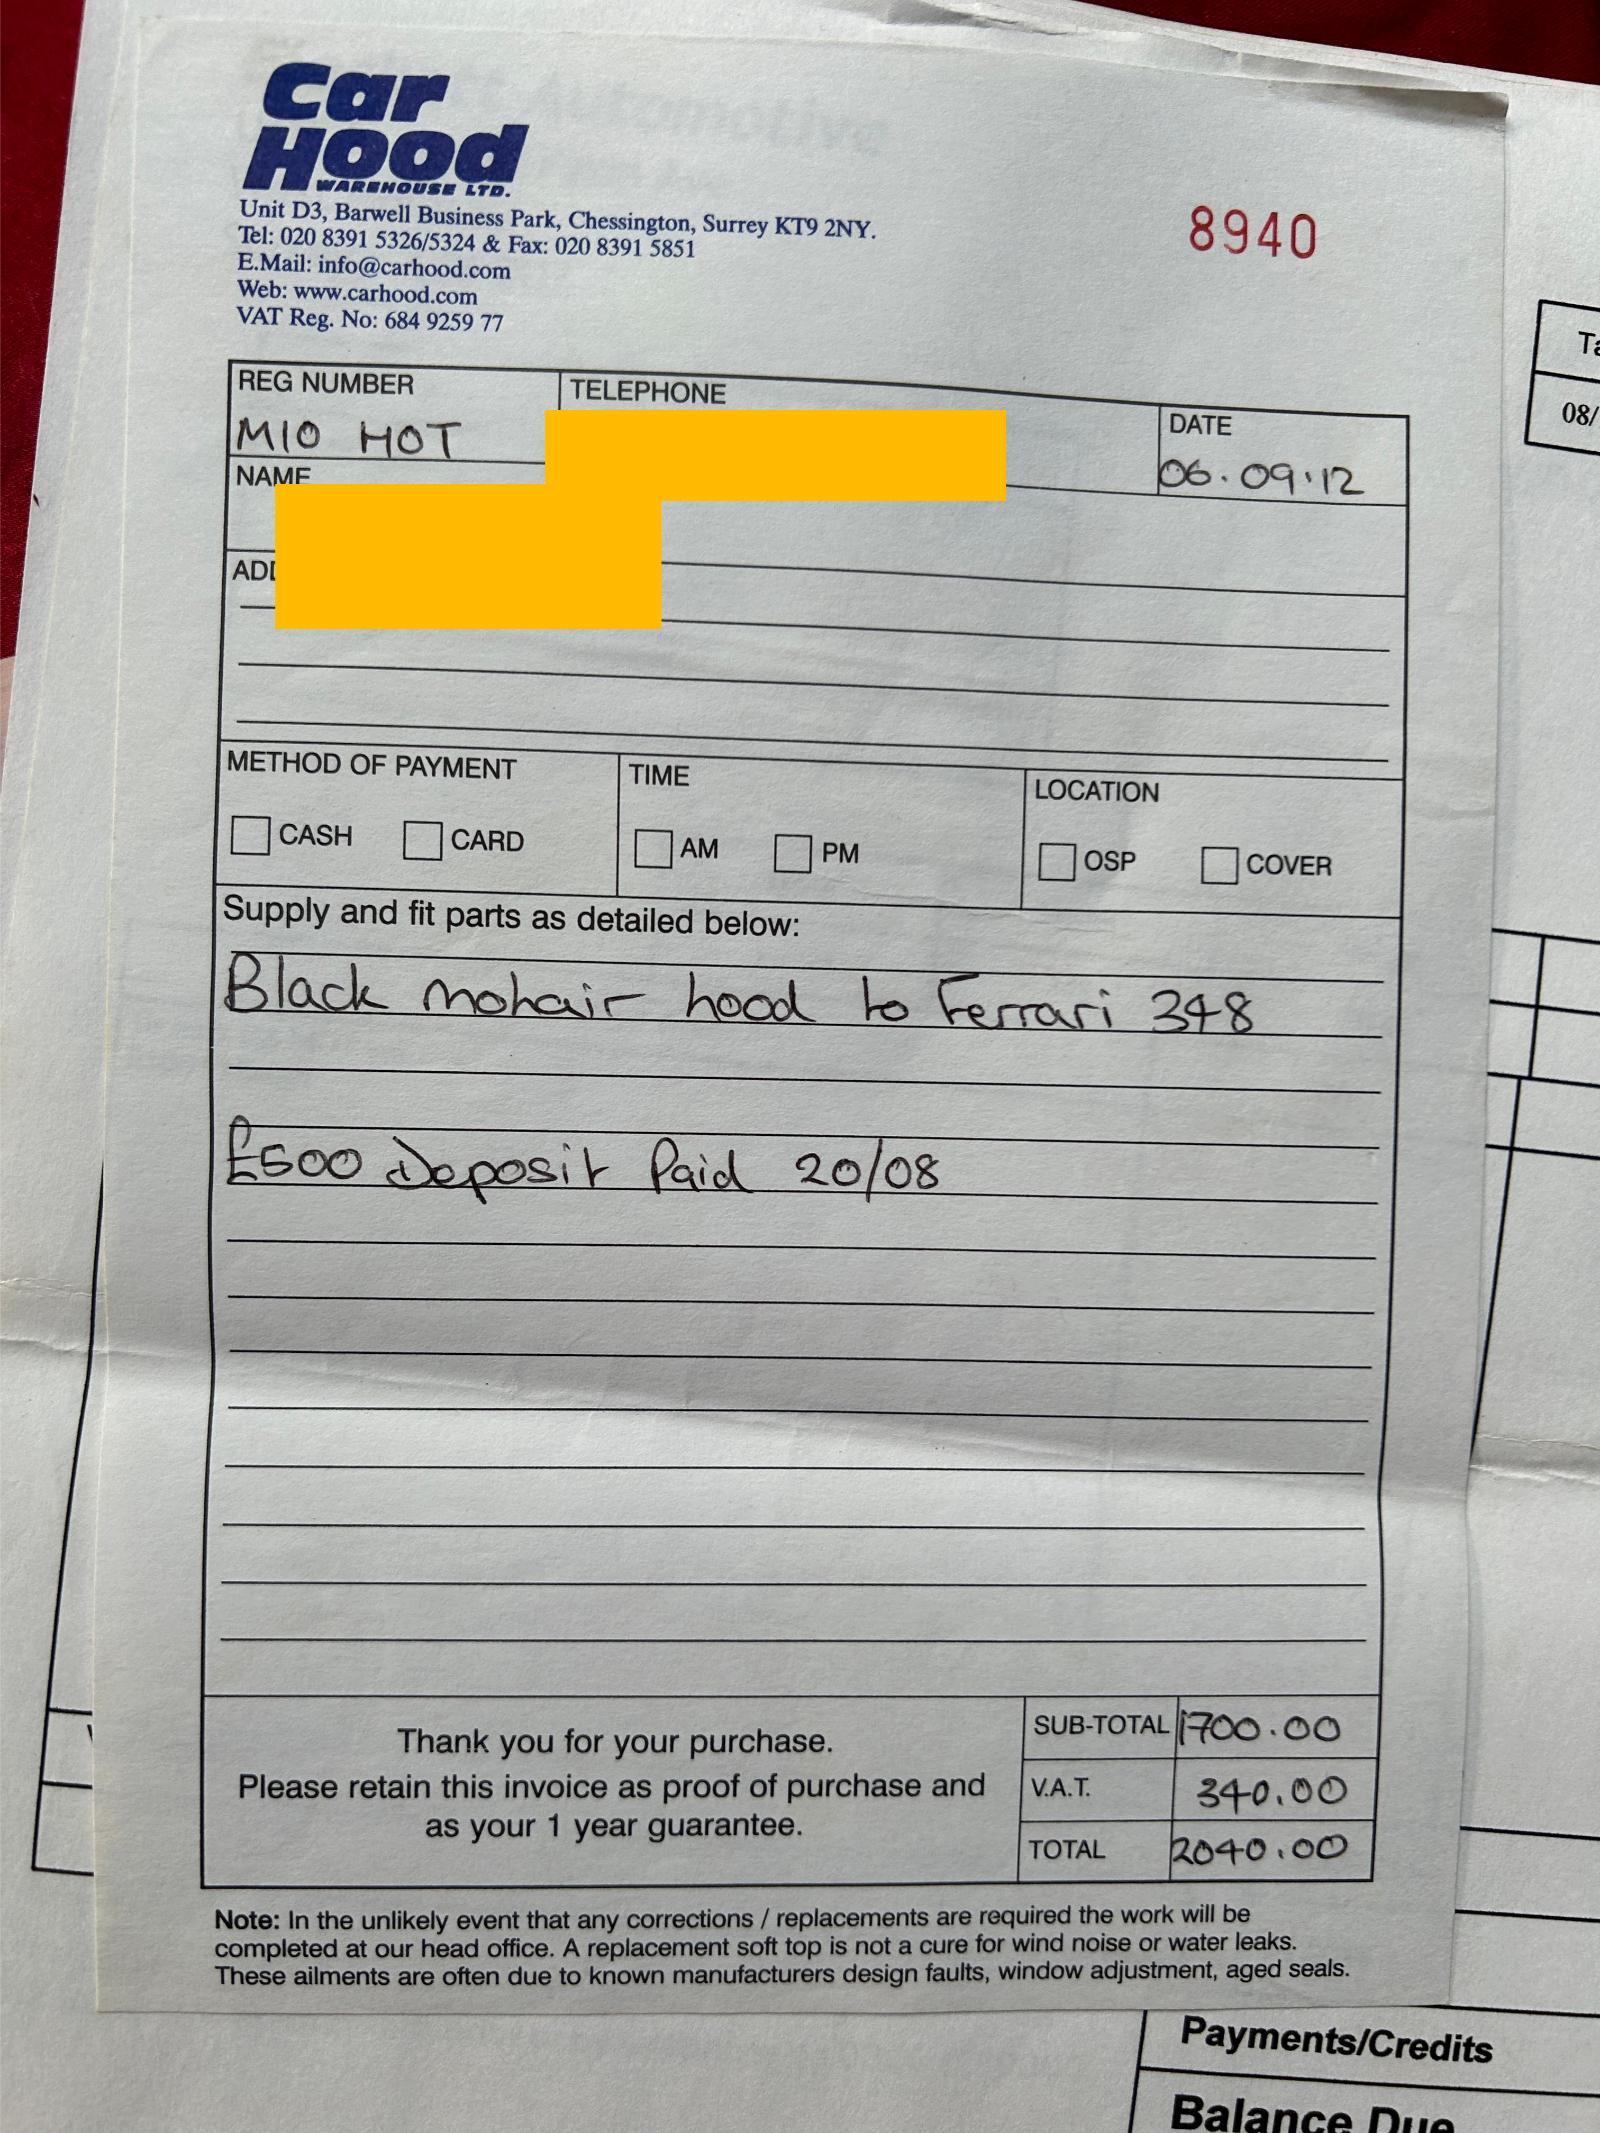 Car
Hood
WAREHOUSE LTD.
Unit D3, Barwell Business Park, Chessington, Surrey KT9 2NY.
Tel: 020 8391 5326/5324 & Fax: 020 8391 5851
E.Mail: info@carhood.com
Web: www.carhood.com
VAT Reg. No: 684 9259 77
8940
REG NUMBER
M10 HOT
TELEPHONE
DATE
06.09.12
NAME
METHOD OF PAYMENT
CASH CARD
TIME
AM PM
LOCATION
OSP COVER
Supply and fit parts as detailed below:
Black mohair hood to Ferrari 348
£500 Deposit Paid 20/08
Thank you for your purchase.
Please retain this invoice as proof of purchase and
as your 1 year guarantee.
SUB-TOTAL 1700.00
V.A.T. 340.00
TOTAL 2040.00
Note: In the unlikely event that any corrections / replacements are required the work will be
completed at our head office. A replacement soft top is not a cure for wind noise or water leaks.
These ailments are often due to known manufacturers design faults, window adjustment, aged seals.
08/
Payments/Credits
Balance Due